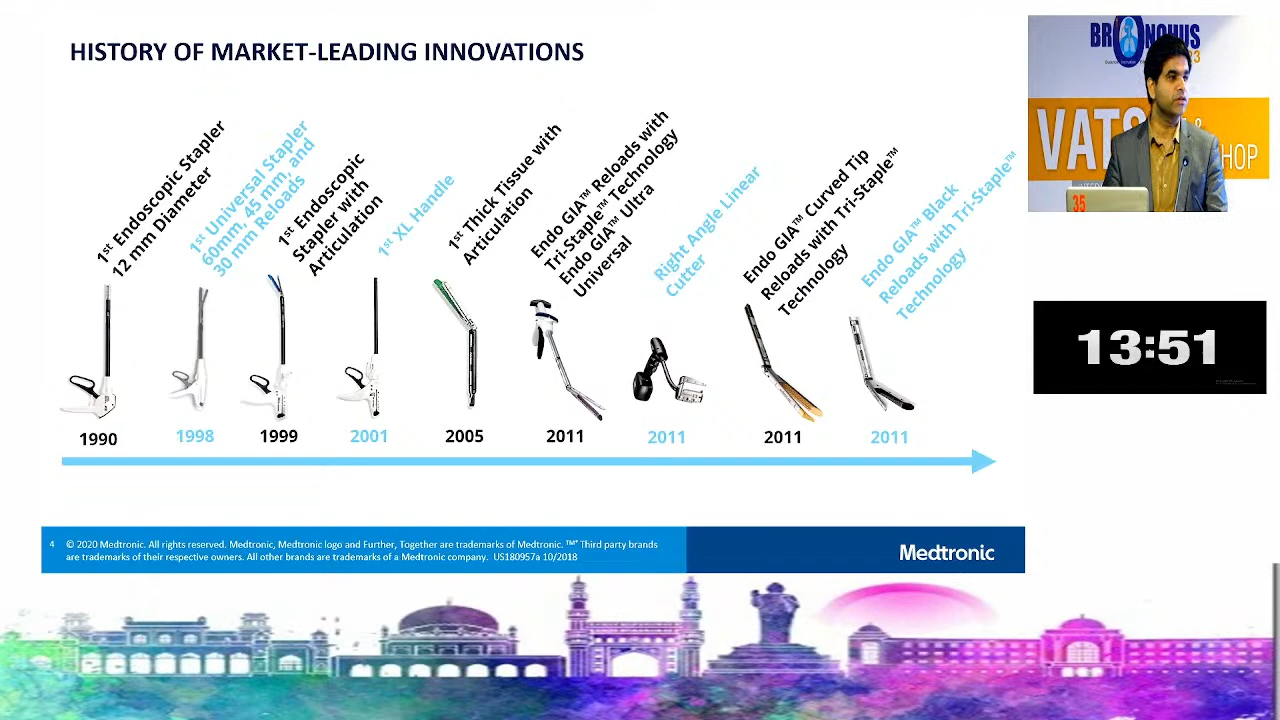 HISTORY OF MARKET-LEADING INNOVATIONS
1st Endoscopic Stapler
12 mm Diameter
1st Universal Stapler
60mm, 45 mm, and
30 mm Reloads
1st Endoscopic
Stapler with
Articulation
1st XL Handle
1st Thick Tissue with
Articulation
Endo GIA™ Reloads with
Tri-Staple™ Technology
Endo GIA™ Ultra
Universal
Right Angle Linear
Cutter
Endo GIA™ Curved Tip
Reloads with Tri-Staple™
Technology
Endo GIA™ Black
Reloads with Tri-Staple™
Technology
1990
1998
1999
2001
2005
2011
2011
2011
2011
4 © 2020 Medtronic. All rights reserved. Medtronic, Medtronic logo and Further, Together are trademarks of Medtronic. ™* Third party brands
are trademarks of their respective owners. All other brands are trademarks of a Medtronic company. US180957a 10/2018
Medtronic
VATS &
HOP
35
13:51